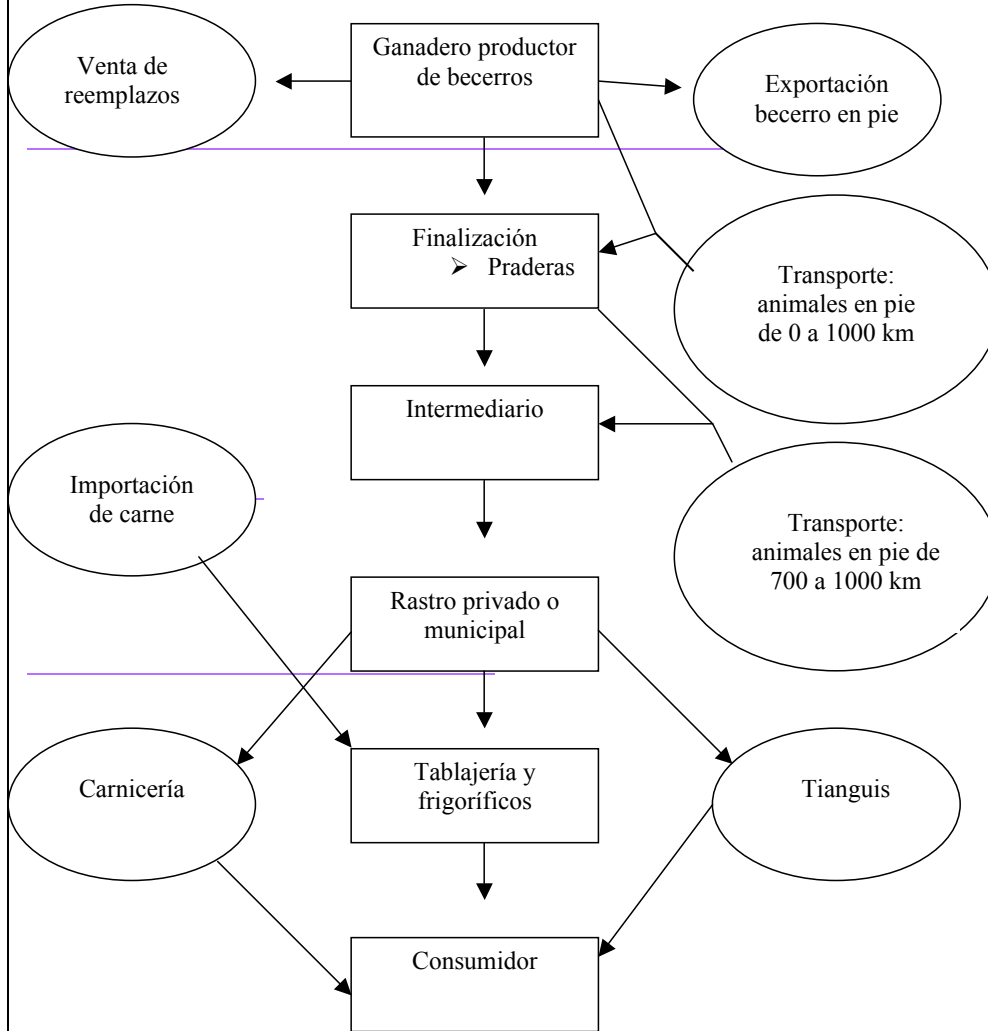 Ganadero productor
de becerros
Venta de
reemplazos
Exportación
becerro en pie
Finalización
➢ Praderas
Transporte:
animales en pie
de 0 a 1000 km
Intermediario
Importación
de carne
Transporte:
animales en pie de
700 a 1000 km
Rastro privado o
municipal
Carnicería
Tablajería y
frigoríficos
Tianguis
Consumidor